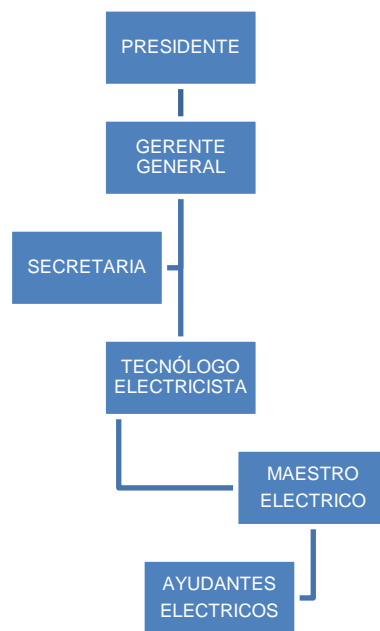 PRESIDENTE
GERENTE
GENERAL
SECRETARIA
TECNÓLOGO
ELECTRICISTA
MAESTRO
ELECTRICO
AYUDANTES
ELECTRICOS